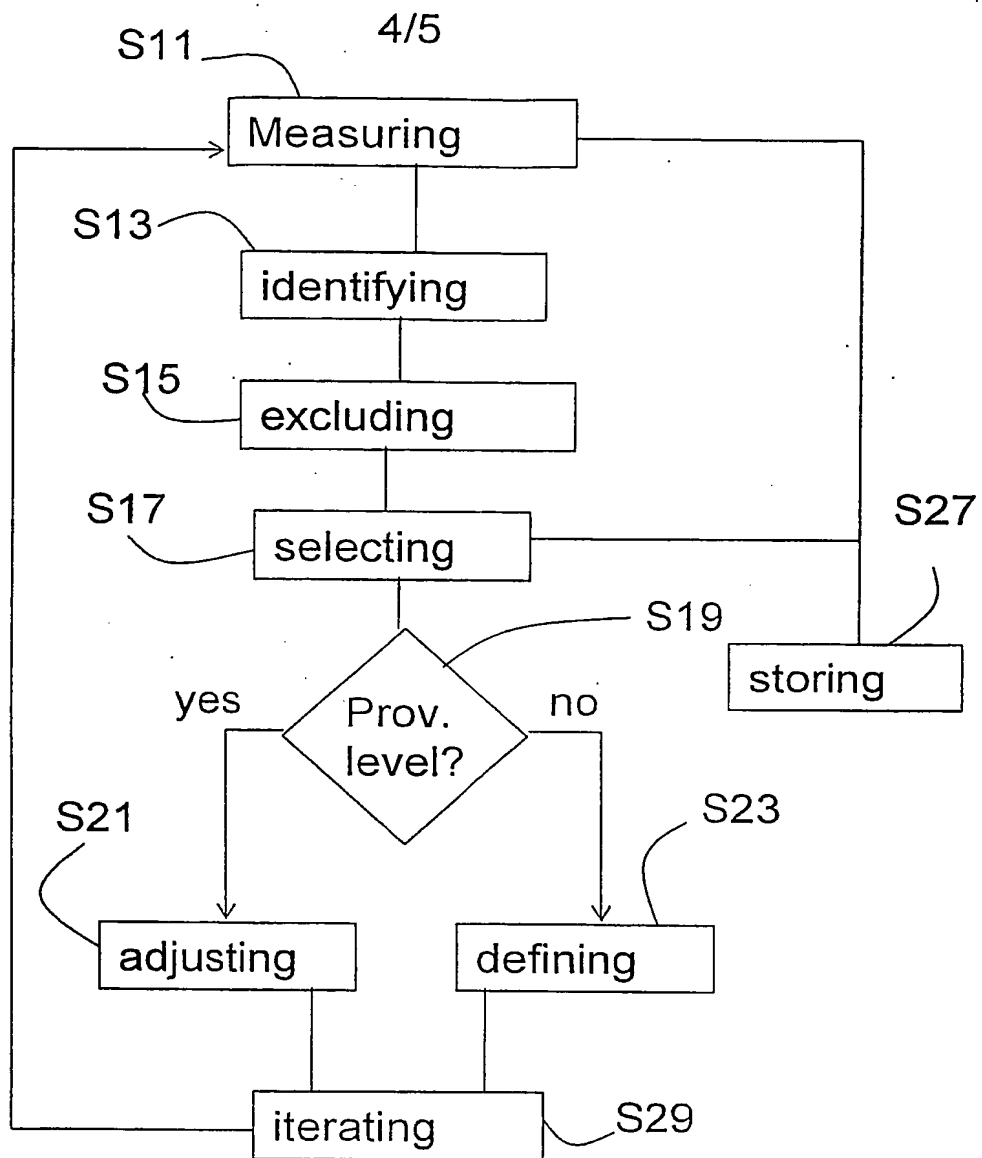 4/5
S11
Measuring
S13
identifying
S15
excluding
S17
selecting
S27
storing
S19
Prov.
level?
yes
no
S21
S23
adjusting
defining
iterating
S29